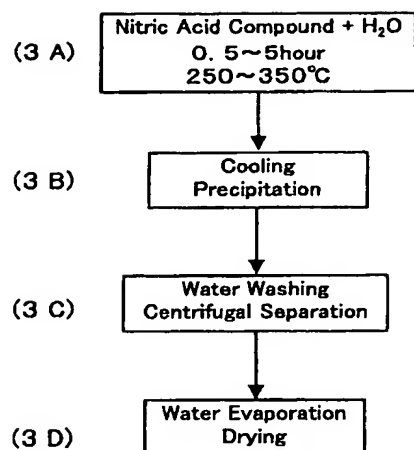 (3 A)
Nitric Acid Compound + H₂O
0. 5～5hour
250～350℃
(3 B)
Cooling
Precipitation
(3 C)
Water Washing
Centrifugal Separation
(3 D)
Water Evaporation
Drying